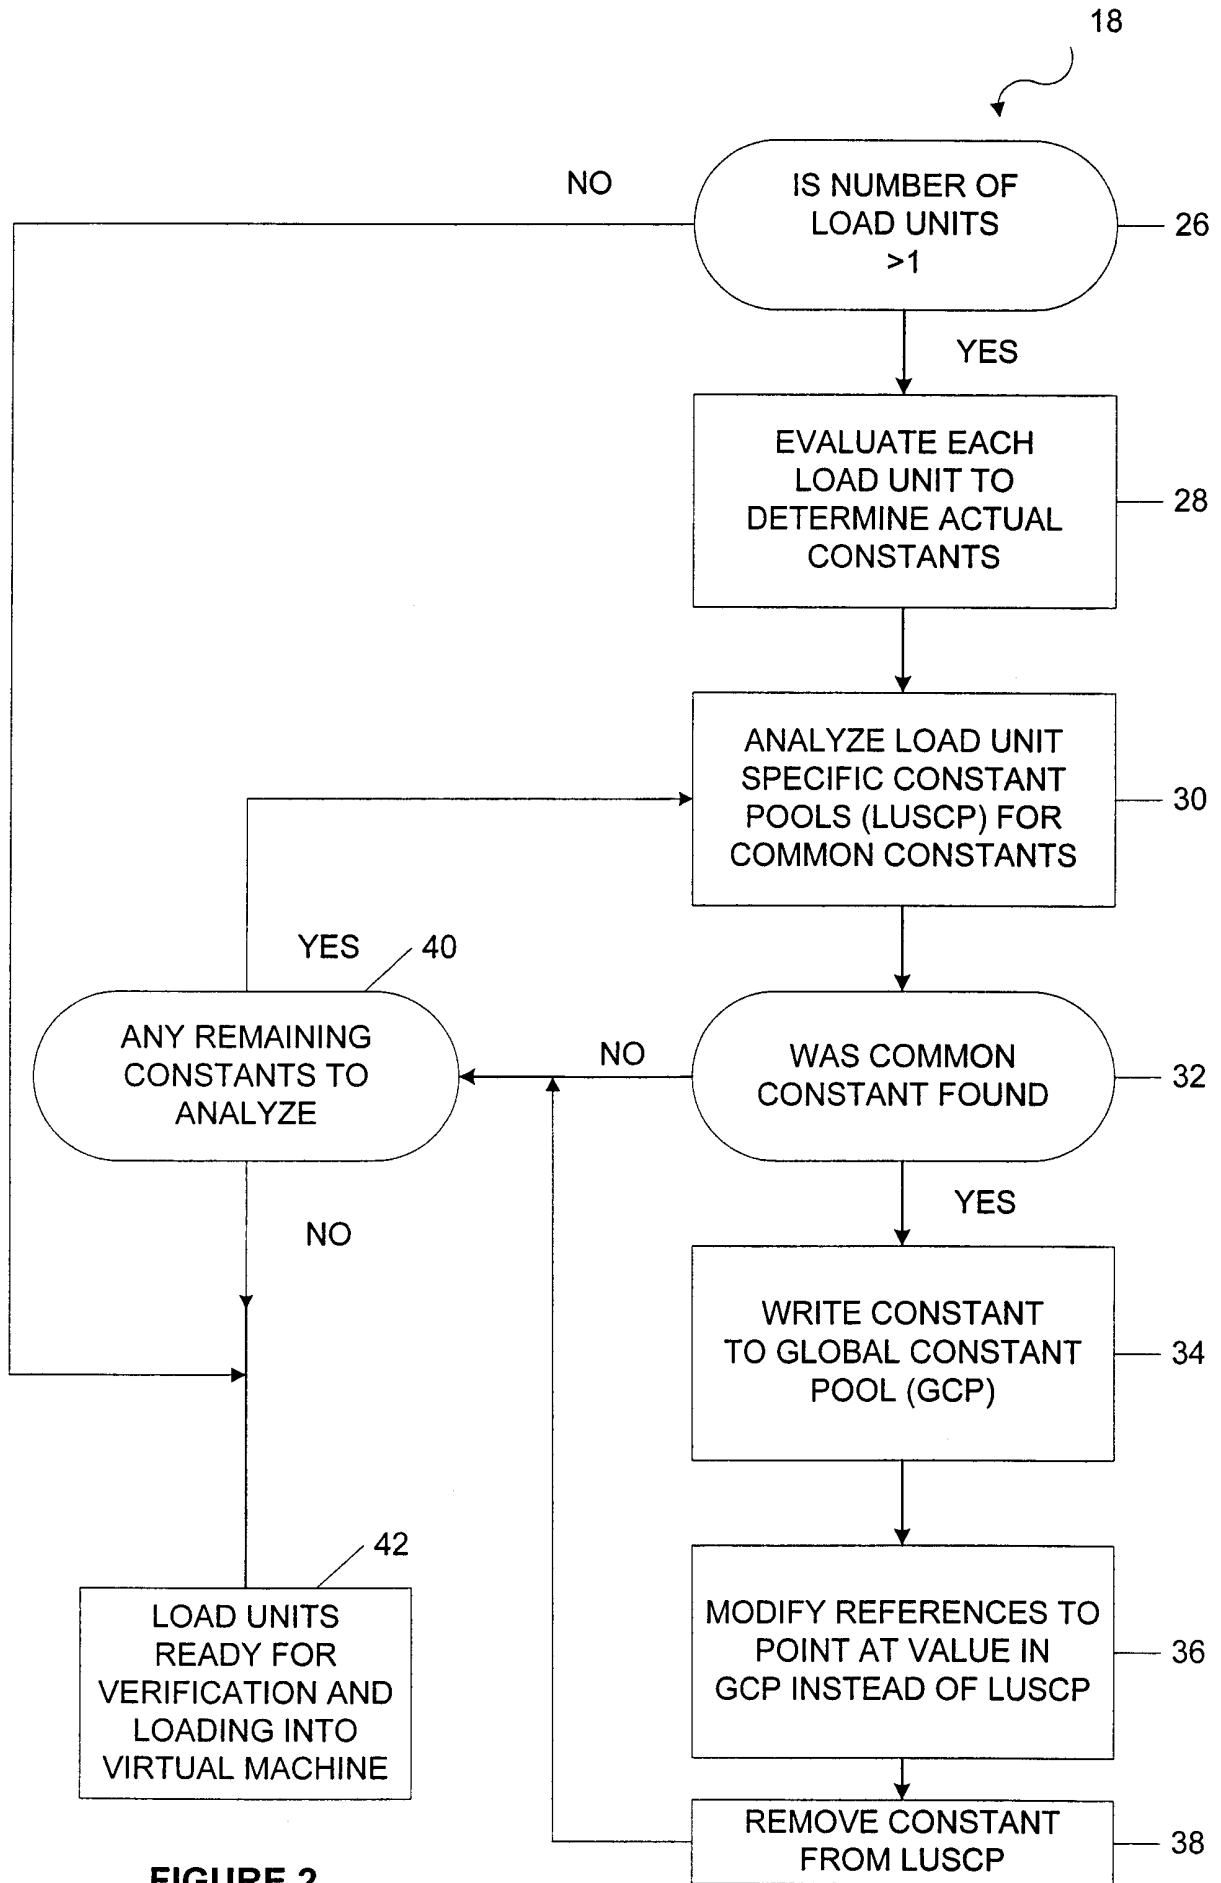 18
IS NUMBER OF
LOAD UNITS
>1
26
NO
YES
EVALUATE EACH
LOAD UNIT TO
DETERMINE ACTUAL
CONSTANTS
28
ANALYZE LOAD UNIT
SPECIFIC CONSTANT
POOLS (LUSCP) FOR
COMMON CONSTANTS
30
YES
40
ANY REMAINING
CONSTANTS TO
ANALYZE
NO
WAS COMMON
CONSTANT FOUND
32
YES
NO
WRITE CONSTANT
TO GLOBAL CONSTANT
POOL (GCP)
34
42
LOAD UNITS
READY FOR
VERIFICATION AND
LOADING INTO
VIRTUAL MACHINE
MODIFY REFERENCES TO
POINT AT VALUE IN
GCP INSTEAD OF LUSCP
36
REMOVE CONSTANT
FROM LUSCP
38
FIGURE 2